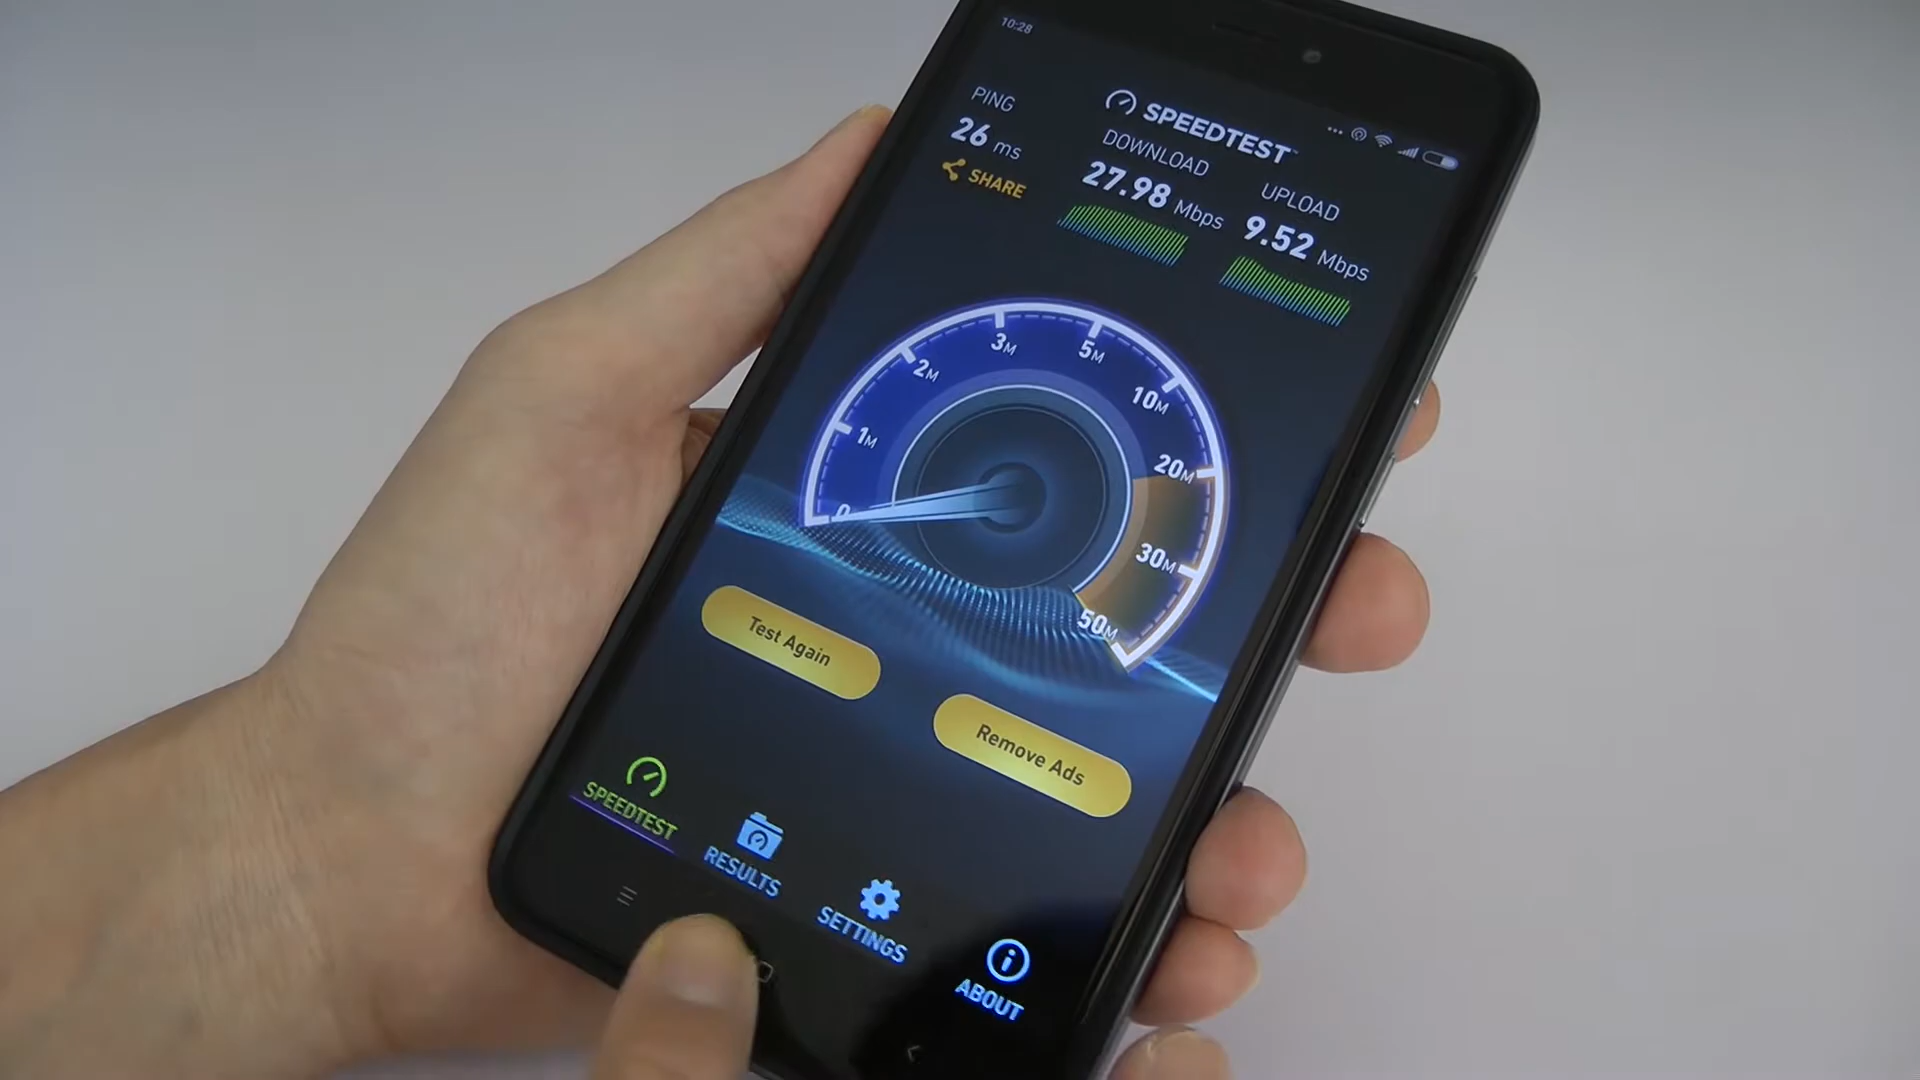 10:28
SPEEDTEST
PING
26 ms
SHARE
DOWNLOAD
27.98 Mbps
UPLOAD
9.52 Mbps
0
1M
2M
3M
5M
10M
20M
30M
50M
Test Again
Remove Ads
SPEEDTEST
RESULTS
SETTINGS
ABOUT